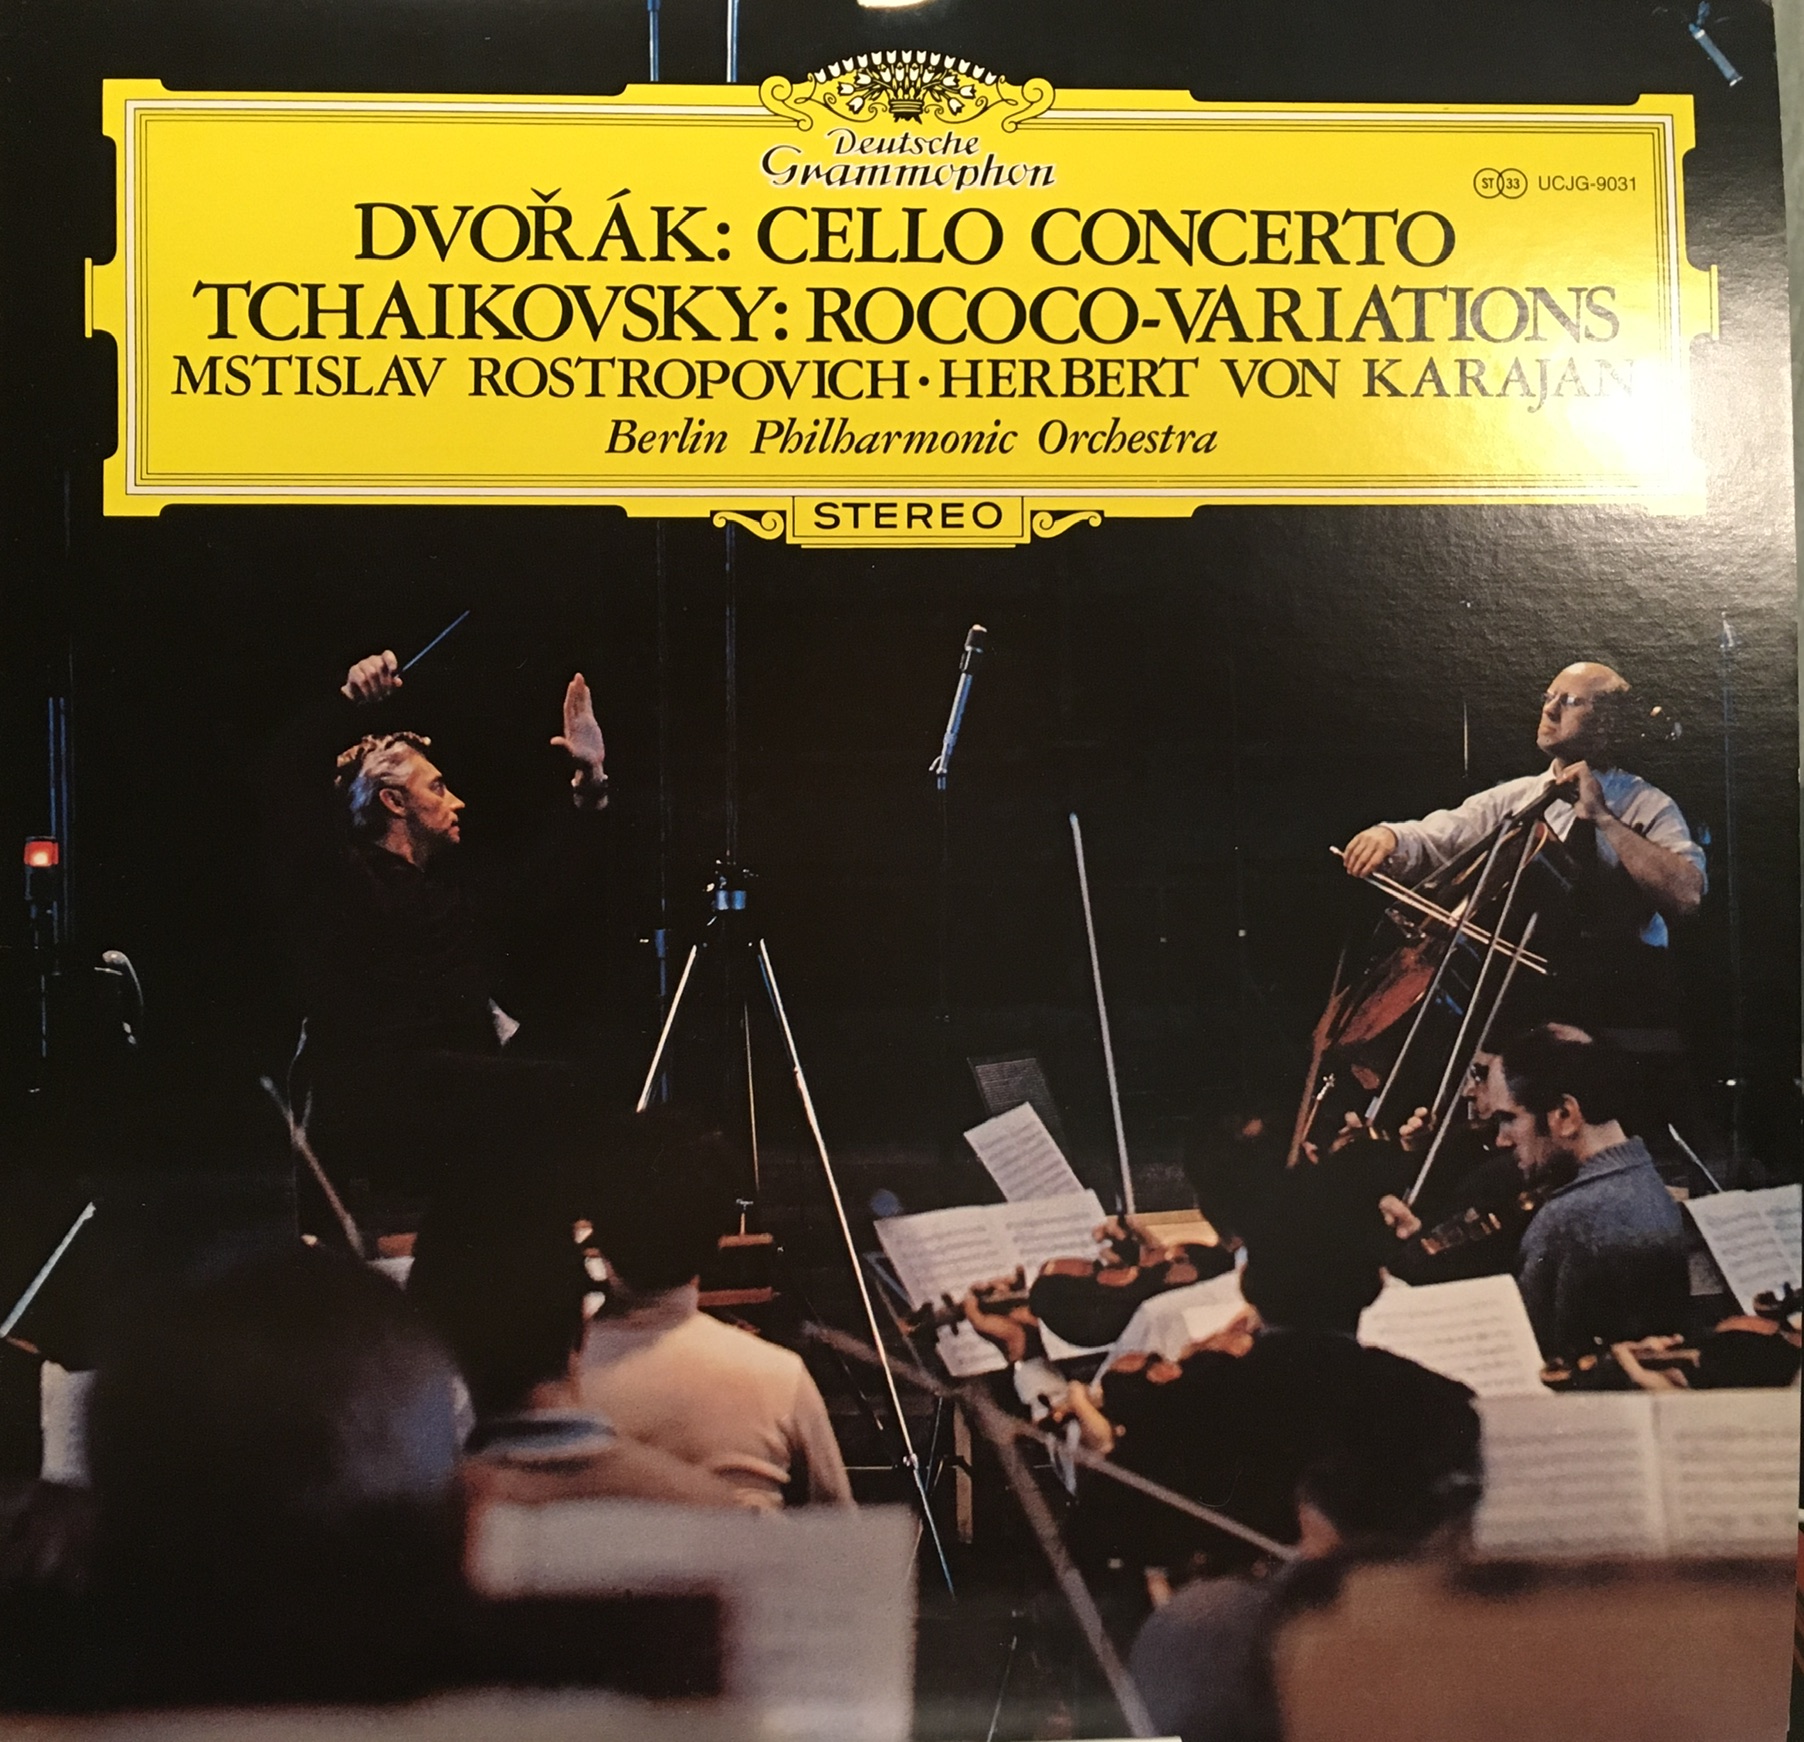 Deutsche
Grammophon
ST 33 UCJG-9031
DVOŘÁK: CELLO CONCERTO
TCHAIKOVSKY: ROCOCO-VARIATIONS
MSTISLAV ROSTROPOVICH · HERBERT VON KARAJAN
Berlin Philharmonic Orchestra
STEREO